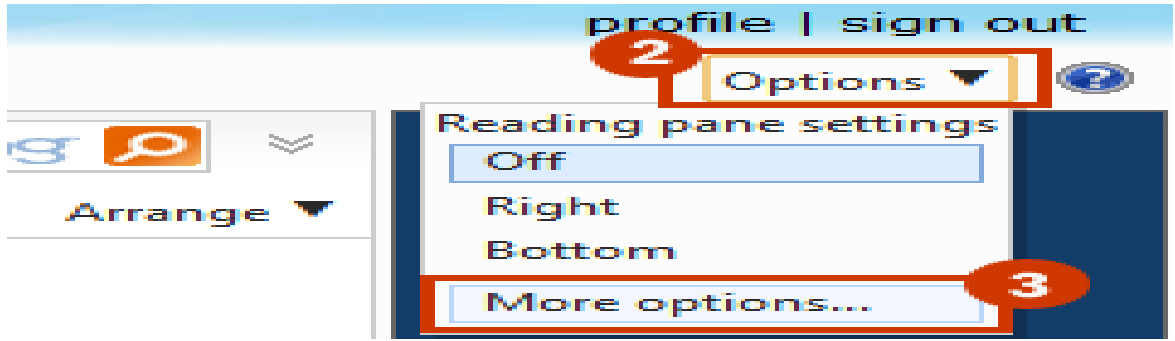 profile | sign out
2
Options
?
Reading pane settings
g
Off
Arrange
Right
Bottom
More options...
3